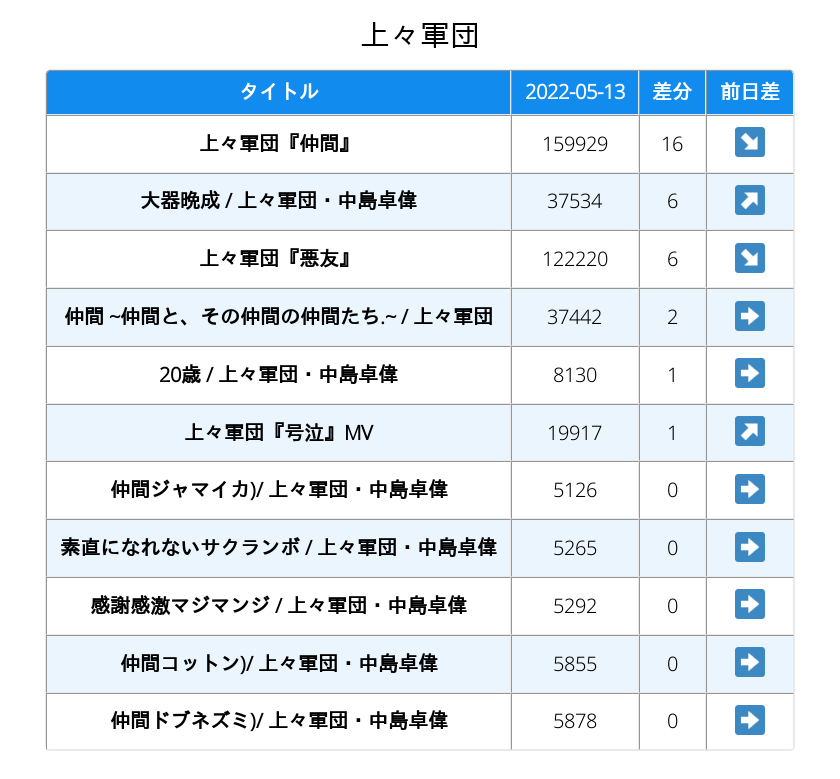 上々軍団
タイトル 2022-05-13 差分 前日差
上々軍団『仲間』 159929 16 ↘
大器晩成 / 上々軍団・中島卓偉 37534 6 ↗
上々軍団『悪友』 122220 6 ↘
仲間 ~仲間と、その仲間の仲間たち.~ / 上々軍団 37442 2 ➡
20歳 / 上々軍団・中島卓偉 8130 1 ➡
上々軍団『号泣』MV 19917 1 ↗
仲間ジャマイカ)/ 上々軍団・中島卓偉 5126 0 ➡
素直になれないサクランボ / 上々軍団・中島卓偉 5265 0 ➡
感謝感激マジマンジ / 上々軍団・中島卓偉 5292 0 ➡
仲間コットン)/ 上々軍団・中島卓偉 5855 0 ➡
仲間ドブネズミ)/ 上々軍団・中島卓偉 5878 0 ➡